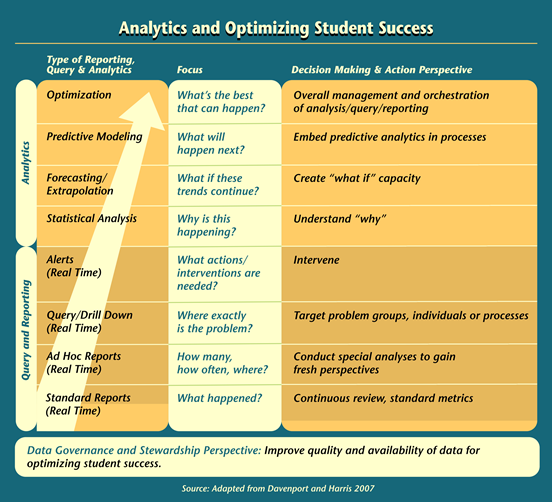 Analytics and Optimizing Student Success
Type of Reporting,
Query & Analytics
Focus
Decision Making & Action Perspective
Analytics
Optimization
What's the best
that can happen?
Overall management and orchestration
of analysis/query/reporting
Predictive Modeling
What will
happen next?
Embed predictive analytics in processes
Forecasting/
Extrapolation
What if these
trends continue?
Create “what if” capacity
Statistical Analysis
Why is this
happening?
Understand “why”
Query and Reporting
Alerts
(Real Time)
What actions/
interventions are
needed?
Intervene
Query/Drill Down
(Real Time)
Where exactly
is the problem?
Target problem groups, individuals or processes
Ad Hoc Reports
(Real Time)
How many,
how often, where?
Conduct special analyses to gain
fresh perspectives
Standard Reports
(Real Time)
What happened?
Continuous review, standard metrics
Data Governance and Stewardship Perspective: Improve quality and availability of data for
optimizing student success.
Source: Adapted from Davenport and Harris 2007